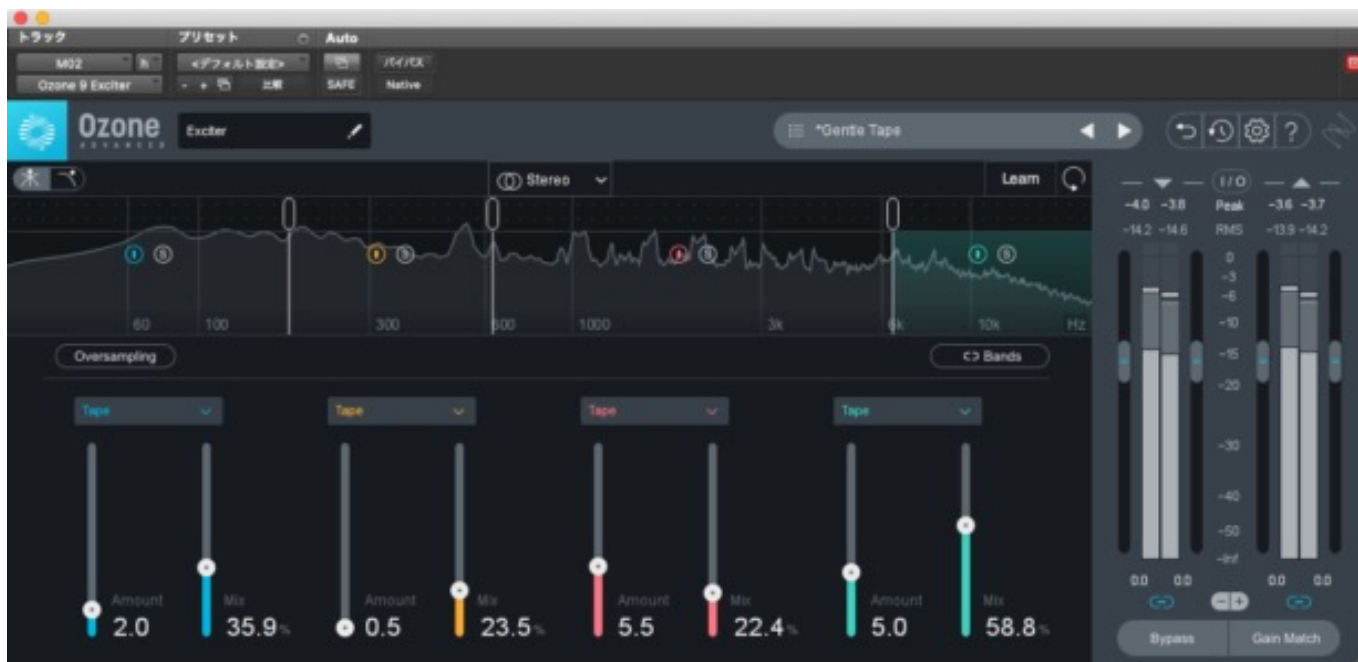 トラック プリセット Auto
M02 h <デフォルト設定> バイパス
Ozone 9 Exciter - + 比較 SAFE Native
Ozone
ADVANCED
Exciter
*Gentle Tape
?
Stereo
Learn
I/O
-4.0 -3.8 Peak -3.6 -3.7
-14.2 -14.6 RMS -13.9 -14.2
S S S S
60 100 300 600 1000 3k 6k 10k Hz
0
-3
-6
-10
-15
-20
-30
-40
-50
-Inf
Oversampling
Bands
Tape Tape Tape Tape
Amount Mix Amount Mix Amount Mix Amount Mix
2.0 35.9% 0.5 23.5% 5.5 22.4% 5.0 58.8%
0.0 0.0 0.0 0.0
- +
Bypass Gain Match